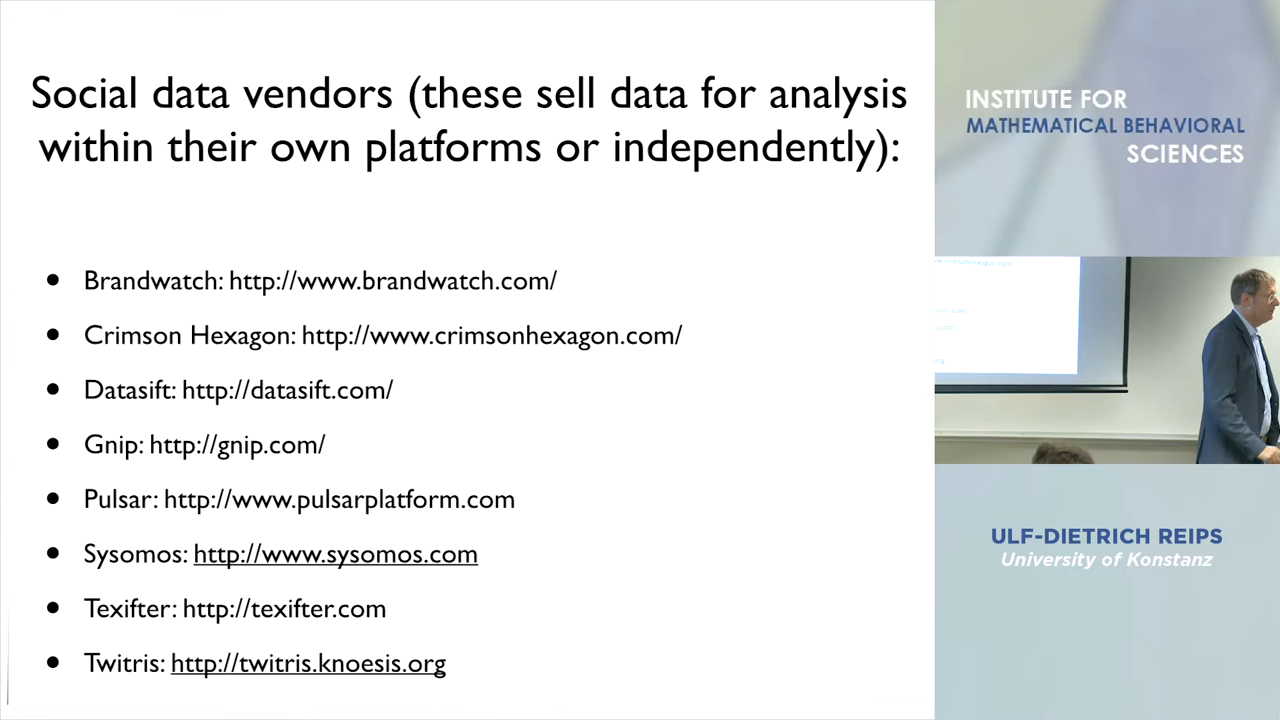 Social data vendors (these sell data for analysis
within their own platforms or independently):
• Brandwatch: http://www.brandwatch.com/
• Crimson Hexagon: http://www.crimsonhexagon.com/
• Datasift: http://datasift.com/
• Gnip: http://gnip.com/
• Pulsar: http://www.pulsarplatform.com
• Sysomos: http://www.sysomos.com
• Texifter: http://texifter.com
• Twitris: http://twitris.knoesis.org
INSTITUTE FOR
MATHEMATICAL BEHAVIORAL
SCIENCES
ULF-DIETRICH REIPS
University of Konstanz